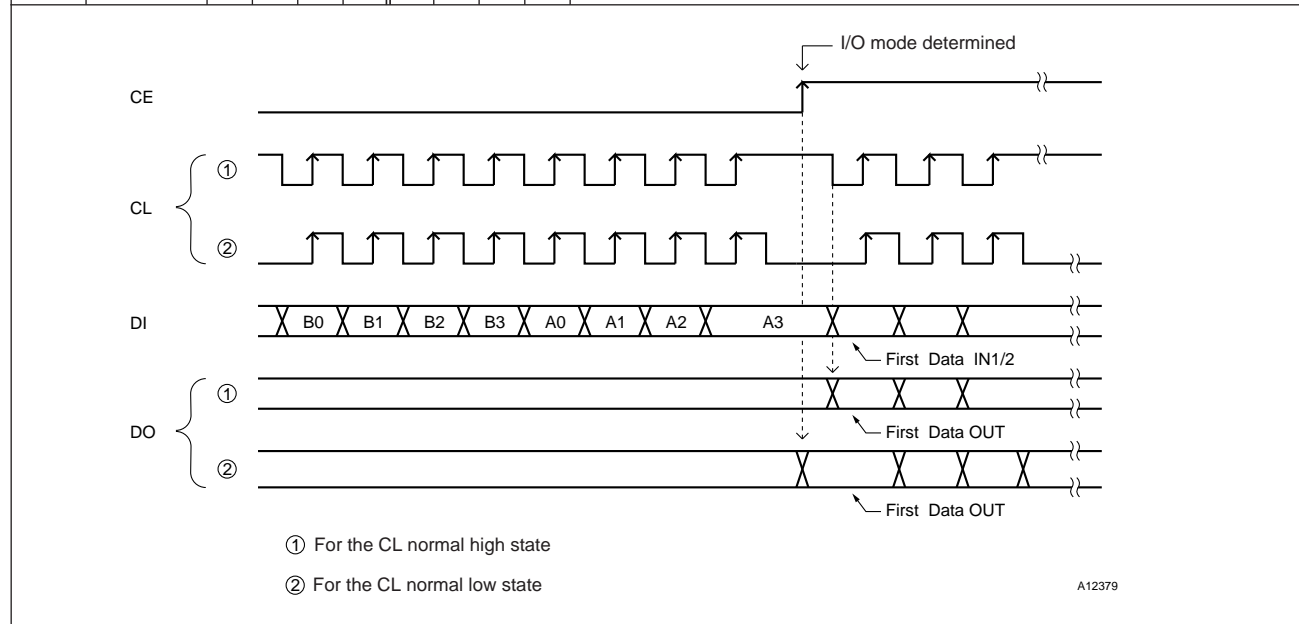 I/O mode determined
CE
①
CL
②
DI B0 B1 B2 B3 A0 A1 A2 A3
First Data IN1/2
①
DO
First Data OUT
②
First Data OUT
① For the CL normal high state
② For the CL normal low state
A12379